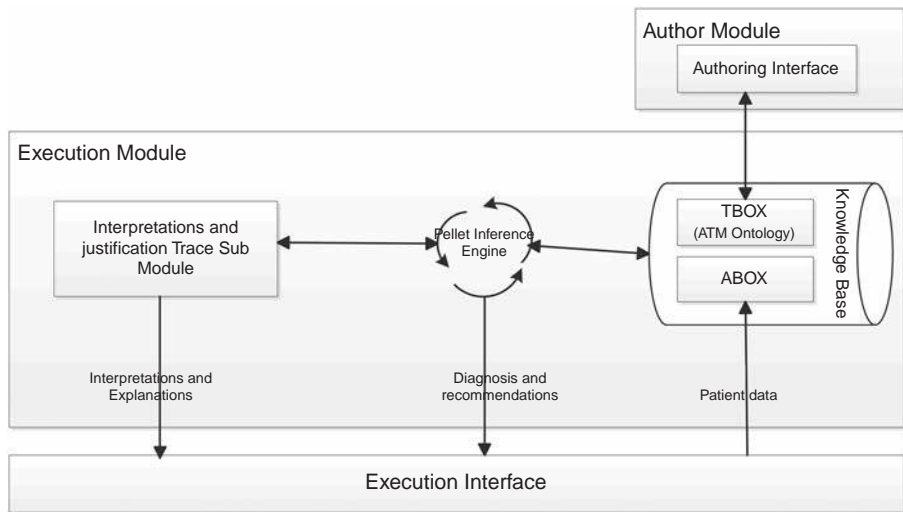 Author Module
Authoring Interface
Execution Module
Interpretations and
justification Trace Sub
Module
Pellet Inference
Engine
TBOX
(ATM Ontology)
ABOX
Knowledge Base
Interpretations and
Explanations
Diagnosis and
recommendations
Patient data
Execution Interface